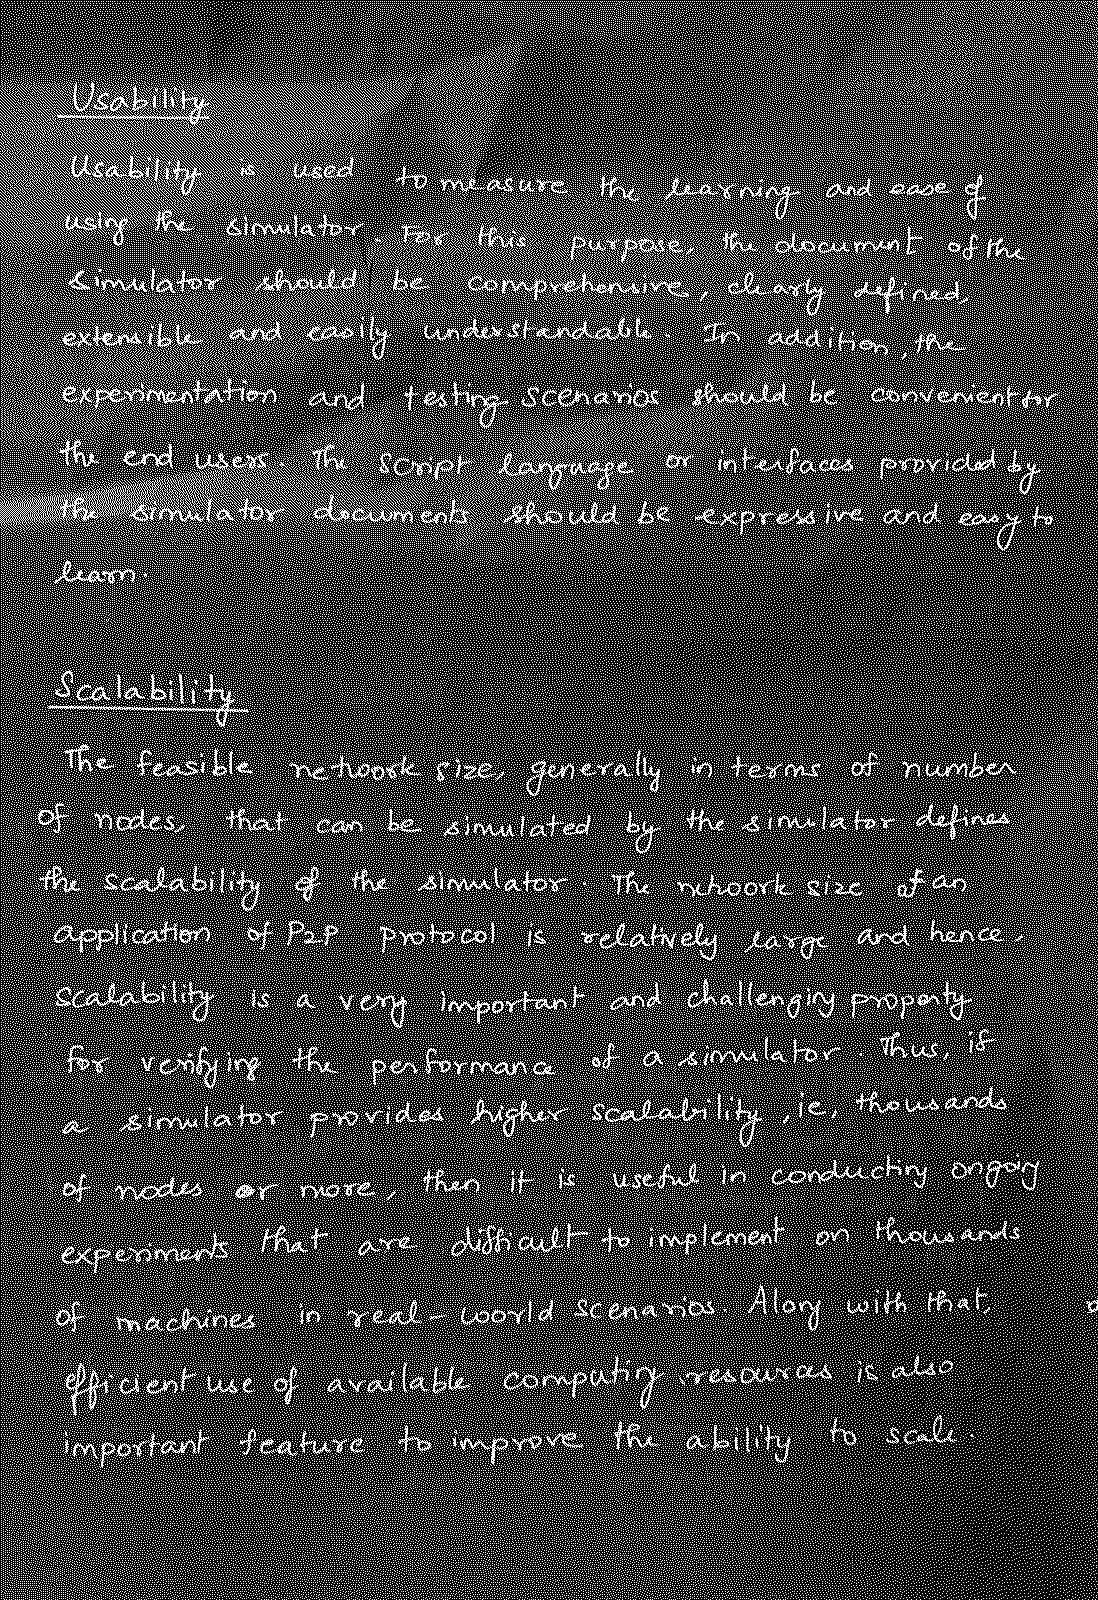 Usability
Usability is used to measure the learning and ease of
using the simulator. For this purpose, the document of the
simulator should be comprehensive, clearly defined,
extensible and easily understandable. In addition, the
experimentation and testing scenarios should be convenient for
the end users. The script language or interfaces provided by
the simulator documents should be expressive and easy to
learn.
Scalability
The feasible network size, generally in terms of number
of nodes, that can be simulated by the simulator defines
the scalability of the simulator. The network size of an
application of P2P protocol is relatively large and hence,
scalability is a very important and challenging property
for verifying the performance of a simulator. Thus, if
a simulator provides higher scalability, ie, thousands
of nodes or more, then it is useful in conducting ongoing
experiments that are difficult to implement on thousands
of machines in real-world scenarios. Along with that,
efficient use of available computing resources is also
important feature to improve the ability to scale